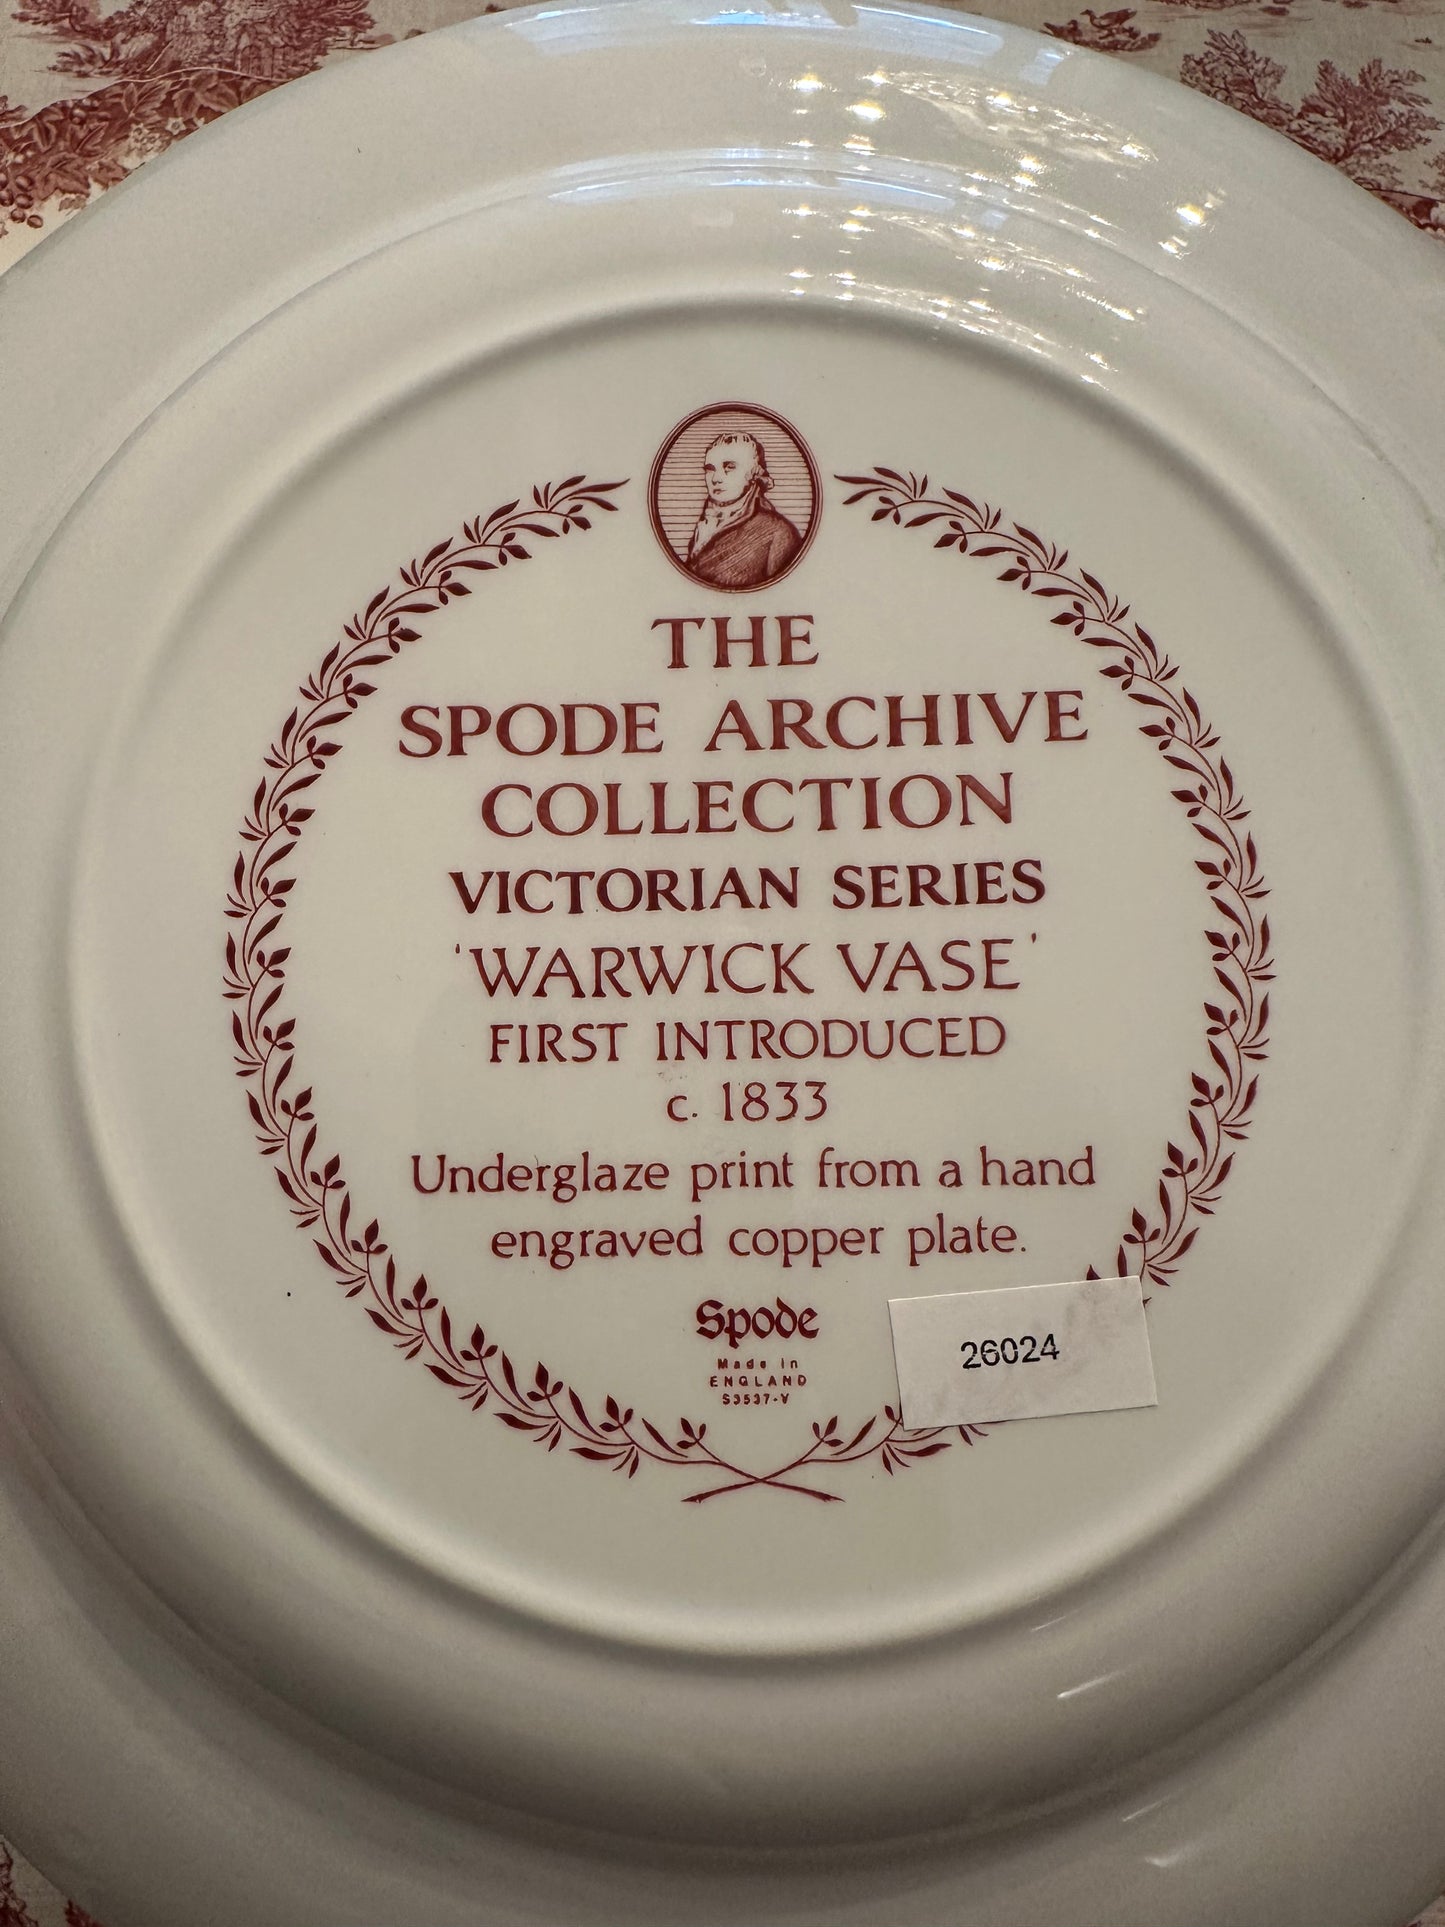 THE
SPODE ARCHIVE
COLLECTION
VICTORIAN SERIES
'WARWICK VASE'
FIRST INTRODUCED
c. 1833
Underglaze print from a hand
engraved copper plate.
Spode
Made in
ENGLAND
S3537-V
26024